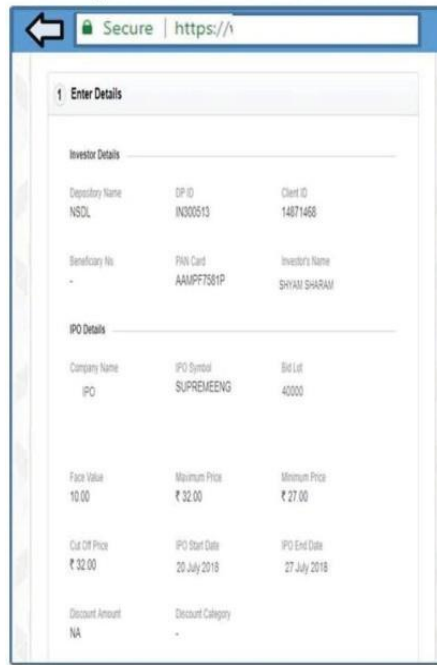 Secure | https://
1 Enter Details
Investor Details
Depository Name DP ID Client ID
NSDL IN300513 14871468
Beneficiary No PAN Card Investor's Name
- AAMPF7581P SHYAM SHARAM
IPO Details
Company Name IPO Symbol Bid Lot
IPO SUPREMEENG 40000
Face Value Maximum Price Minimum Price
10.00 ₹ 32.00 ₹ 27.00
Cut Off Price IPO Start Date IPO End Date
₹ 32.00 20 July 2018 27 July 2018
Discount Amount Discount Category
NA -